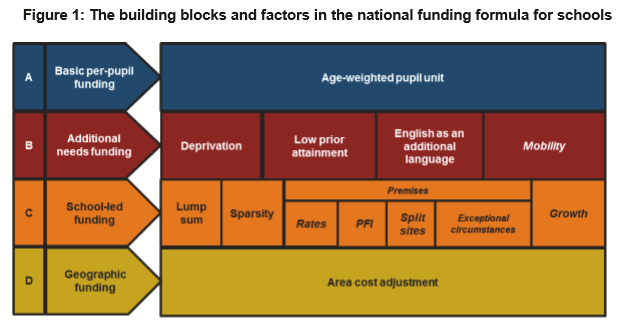 Figure 1: The building blocks and factors in the national funding formula for schools
A
Basic per-pupil
funding
Age-weighted pupil unit
B
Additional
needs funding
Deprivation
Low prior
attainment
English as an
additional
language
Mobility
C
School-led
funding
Lump
sum
Sparsity
Premises
Rates
PFI
Split
sites
Exceptional
circumstances
Growth
D
Geographic
funding
Area cost adjustment